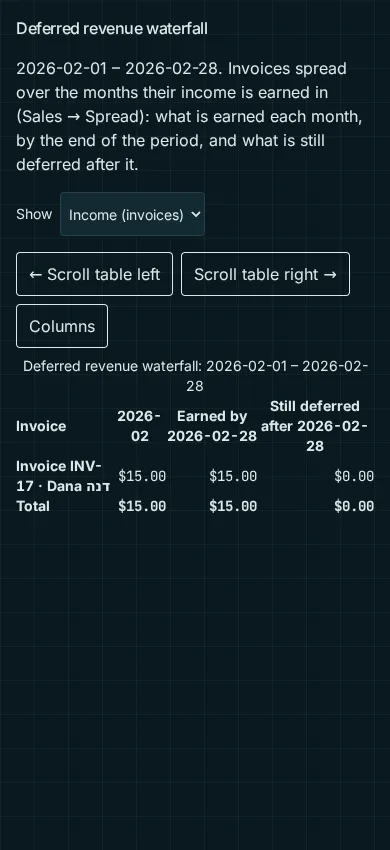 Deferred revenue waterfall
2026-02-01 – 2026-02-28. Invoices spread
over the months their income is earned in
(Sales → Spread): what is earned each month,
by the end of the period, and what is still
deferred after it.
Show Income (invoices)
← Scroll table left Scroll table right →
Columns
Deferred revenue waterfall: 2026-02-01 – 2026-02-
28
Invoice 2026-02 Earned by 2026-02-28 Still deferred after 2026-02-28
Invoice INV-17 · Dana דנה $15.00 $15.00 $0.00
Total $15.00 $15.00 $0.00